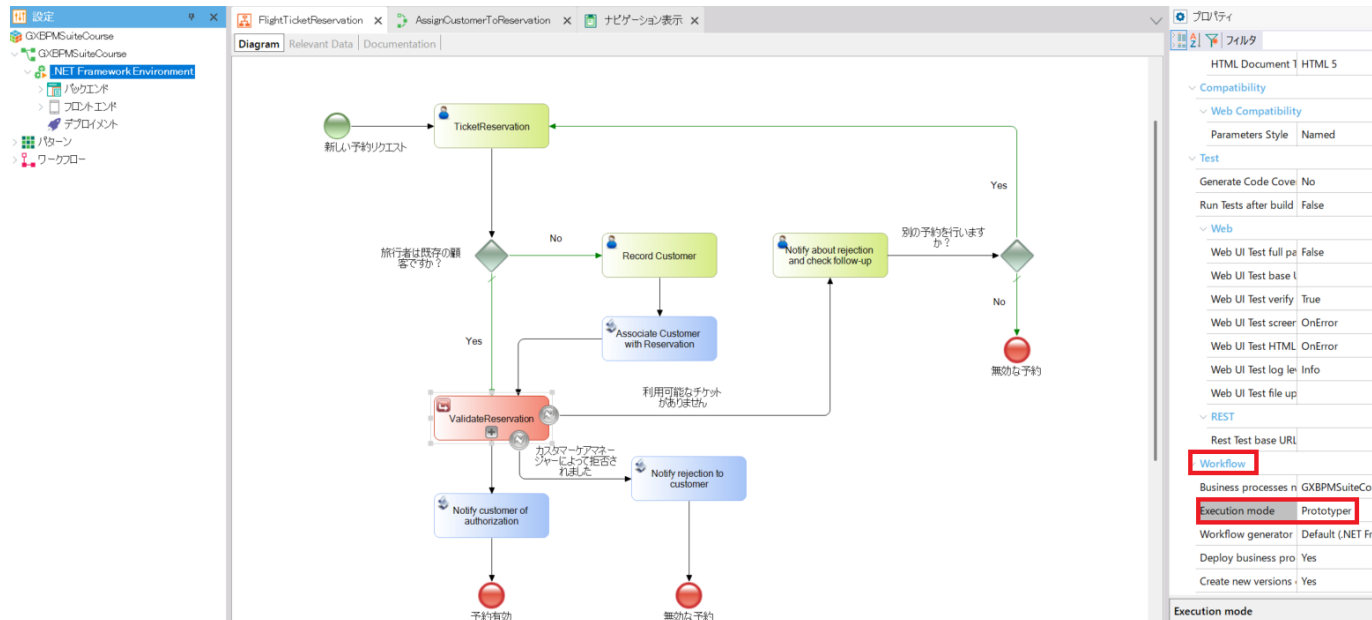 設定
GXBPMSuiteCourse
GXBPMSuiteCourse
.NET Framework Environment
バックエンド
フロントエンド
デプロイメント
パターン
ワークフロー
FlightTicketReservation
AssignCustomerToReservation
ナビゲーション表示
Diagram
Relevant Data
Documentation
新しい予約リクエスト
TicketReservation
Yes
旅行者は既存の顧
客ですか？
No
Record Customer
Notify about rejection
and check follow-up
別の予約を行います
か？
No
Associate Customer
with Reservation
Yes
無効な予約
利用可能なチケット
がありません
ValidateReservation
カスタマーケアマネー
ジャーによって拒否さ
れました
Notify rejection to
customer
Notify customer of
authorization
予約有効
無効な予約
プロパティ
フィルタ
HTML Document T HTML 5
Compatibility
Web Compatibility
Parameters Style Named
Test
Generate Code Cove No
Run Tests after build False
Web
Web UI Test full pa False
Web UI Test base U
Web UI Test verify True
Web UI Test screen OnError
Web UI Test HTML OnError
Web UI Test log lev Info
Web UI Test file up
REST
Rest Test base URL
Workflow
Business processes n GXBPMSuiteCo
Execution mode Prototyper
Workflow generator Default (.NET Fr
Deploy business pro Yes
Create new versions Yes
Execution mode